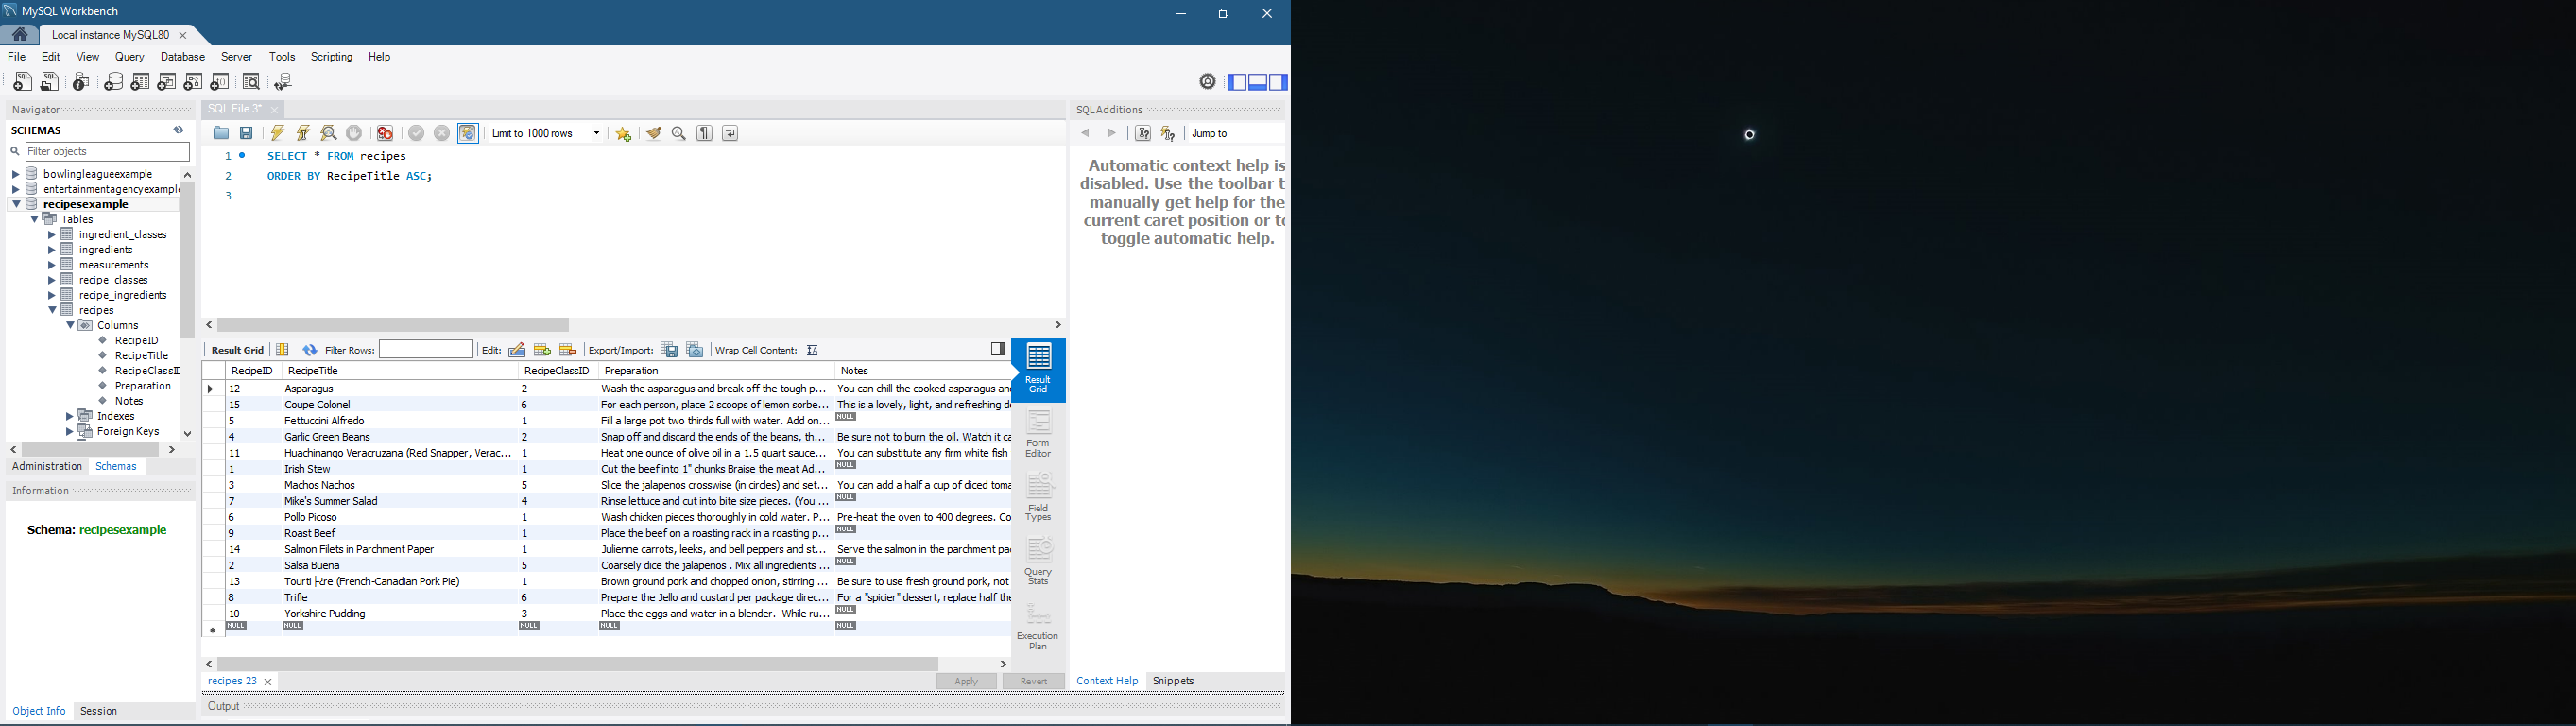 MySQL Workbench
Local instance MySQL80
File Edit View Query Database Server Tools Scripting Help
Navigator
SCHEMAS
Filter objects
bowlingleagueexample
entertainmentagencyexampl
recipesexample
Tables
ingredient_classes
ingredients
measurements
recipe_classes
recipe_ingredients
recipes
Columns
RecipeID
RecipeTitle
RecipeClassI
Preparation
Notes
Indexes
Foreign Keys
Administration Schemas
Information
Schema: recipesexample
Object Info Session
SQL File 3*
Limit to 1000 rows
1 SELECT * FROM recipes
2 ORDER BY RecipeTitle ASC;
3
Result Grid Filter Rows: Edit: Export/Import: Wrap Cell Content:
RecipeID RecipeTitle RecipeClassID Preparation Notes
12 Asparagus 2 Wash the asparagus and break off the tough p... You can chill the cooked asparagus an
15 Coupe Colonel 6 For each person, place 2 scoops of lemon sorbe... This is a lovely, light, and refreshing d
5 Fettuccini Alfredo 1 Fill a large pot two thirds full with water. Add on... NULL
4 Garlic Green Beans 2 Snap off and discard the ends of the beans, th... Be sure not to burn the oil. Watch it ca
11 Huachinango Veracruzana (Red Snapper, Verac... 1 Heat one ounce of olive oil in a 1.5 quart sauce... You can substitute any firm white fish
1 Irish Stew 1 Cut the beef into 1" chunks Braise the meat Ad... NULL
3 Machos Nachos 5 Slice the jalapenos crosswise (in circles) and set... You can add a half a cup of diced toma
7 Mike's Summer Salad 4 Rinse lettuce and cut into bite size pieces. (You ... NULL
6 Pollo Picoso 1 Wash chicken pieces thoroughly in cold water. P... Pre-heat the oven to 400 degrees. Co
9 Roast Beef 1 Place the beef on a roasting rack in a roasting p... NULL
14 Salmon Filets in Parchment Paper 1 Julienne carrots, leeks, and bell peppers and st... Serve the salmon in the parchment pa
2 Salsa Buena 5 Coarsely dice the jalapenos . Mix all ingredients ... NULL
13 (French-Canadian Pork Pie) 1 Brown ground pork and chopped onion, stirring ... Be sure to use fresh ground pork, not
8 Trifle 6 Prepare the Jello and custard per package direc... For a "spicier" dessert, replace half the
10 Yorkshire Pudding 3 Place the eggs and water in a blender. While ru... NULL
NULL NULL NULL NULL NULL
Result Grid
Form Editor
Field Types
Query Stats
Execution Plan
recipes 23
Apply Revert
Output
SQLAdditions
Jump to
Automatic context help is
disabled. Use the toolbar t
manually get help for the
current caret position or to
toggle automatic help.
Context Help Snippets